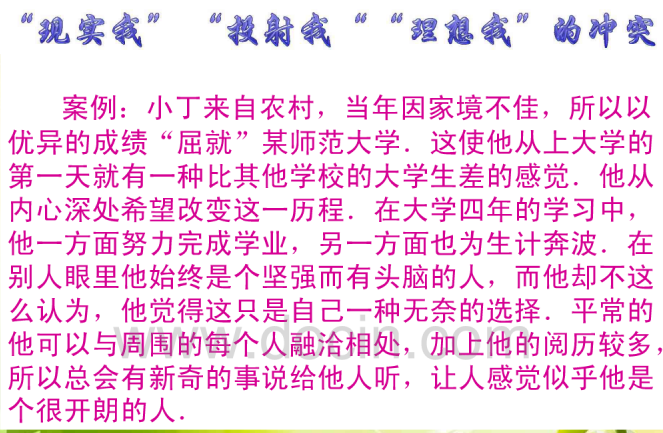 “现实我” “投射我“ “理想我”的冲突
案例：小丁来自农村，当年因家境不佳，所以以
优异的成绩“屈就”某师范大学．这使他从上大学的
第一天就有一种比其他学校的大学生差的感觉．他从
内心深处希望改变这一历程．在大学四年的学习中，
他一方面努力完成学业，另一方面也为生计奔波．在
别人眼里他始终是个坚强而有头脑的人，而他却不这
么认为，他觉得这只是自己一种无奈的选择．平常的
他可以与周围的每个人融洽相处，加上他的阅历较多，
所以总会有新奇的事说给他人听，让人感觉似乎他是
个很开朗的人．
www.docin.com